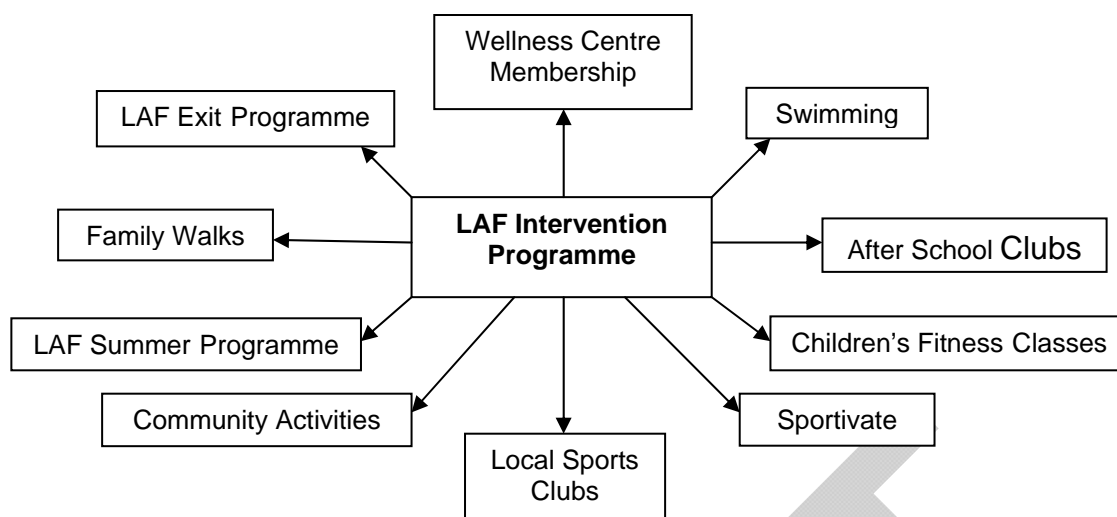 Wellness Centre
Membership
LAF Exit Programme
Swimming
LAF Intervention
Programme
Family Walks
After School Clubs
LAF Summer Programme
Children's Fitness Classes
Community Activities
Sportivate
Local Sports
Clubs